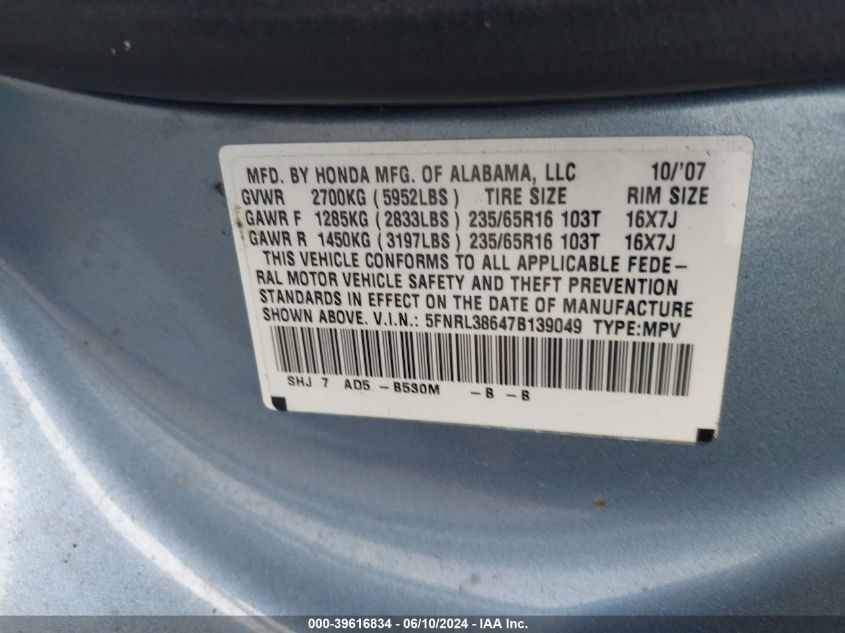 MFD. BY HONDA MFG. OF ALABAMA, LLC 10/'07
GVWR 2700KG (5952LBS) TIRE SIZE RIM SIZE
GAWR F 1285KG (2833LBS) 235/65R16 103T 16X7J
GAWR R 1450KG (3197LBS) 235/65R16 103T 16X7J
THIS VEHICLE CONFORMS TO ALL APPLICABLE FEDE-
RAL MOTOR VEHICLE SAFETY AND THEFT PREVENTION
STANDARDS IN EFFECT ON THE DATE OF MANUFACTURE
SHOWN ABOVE. V.I.N.: 5FNRL38647B139049 TYPE:MPV
SHJ 7 AD5 -B530M -B -B
000-39616834 - 06/10/2024 - IAA Inc.